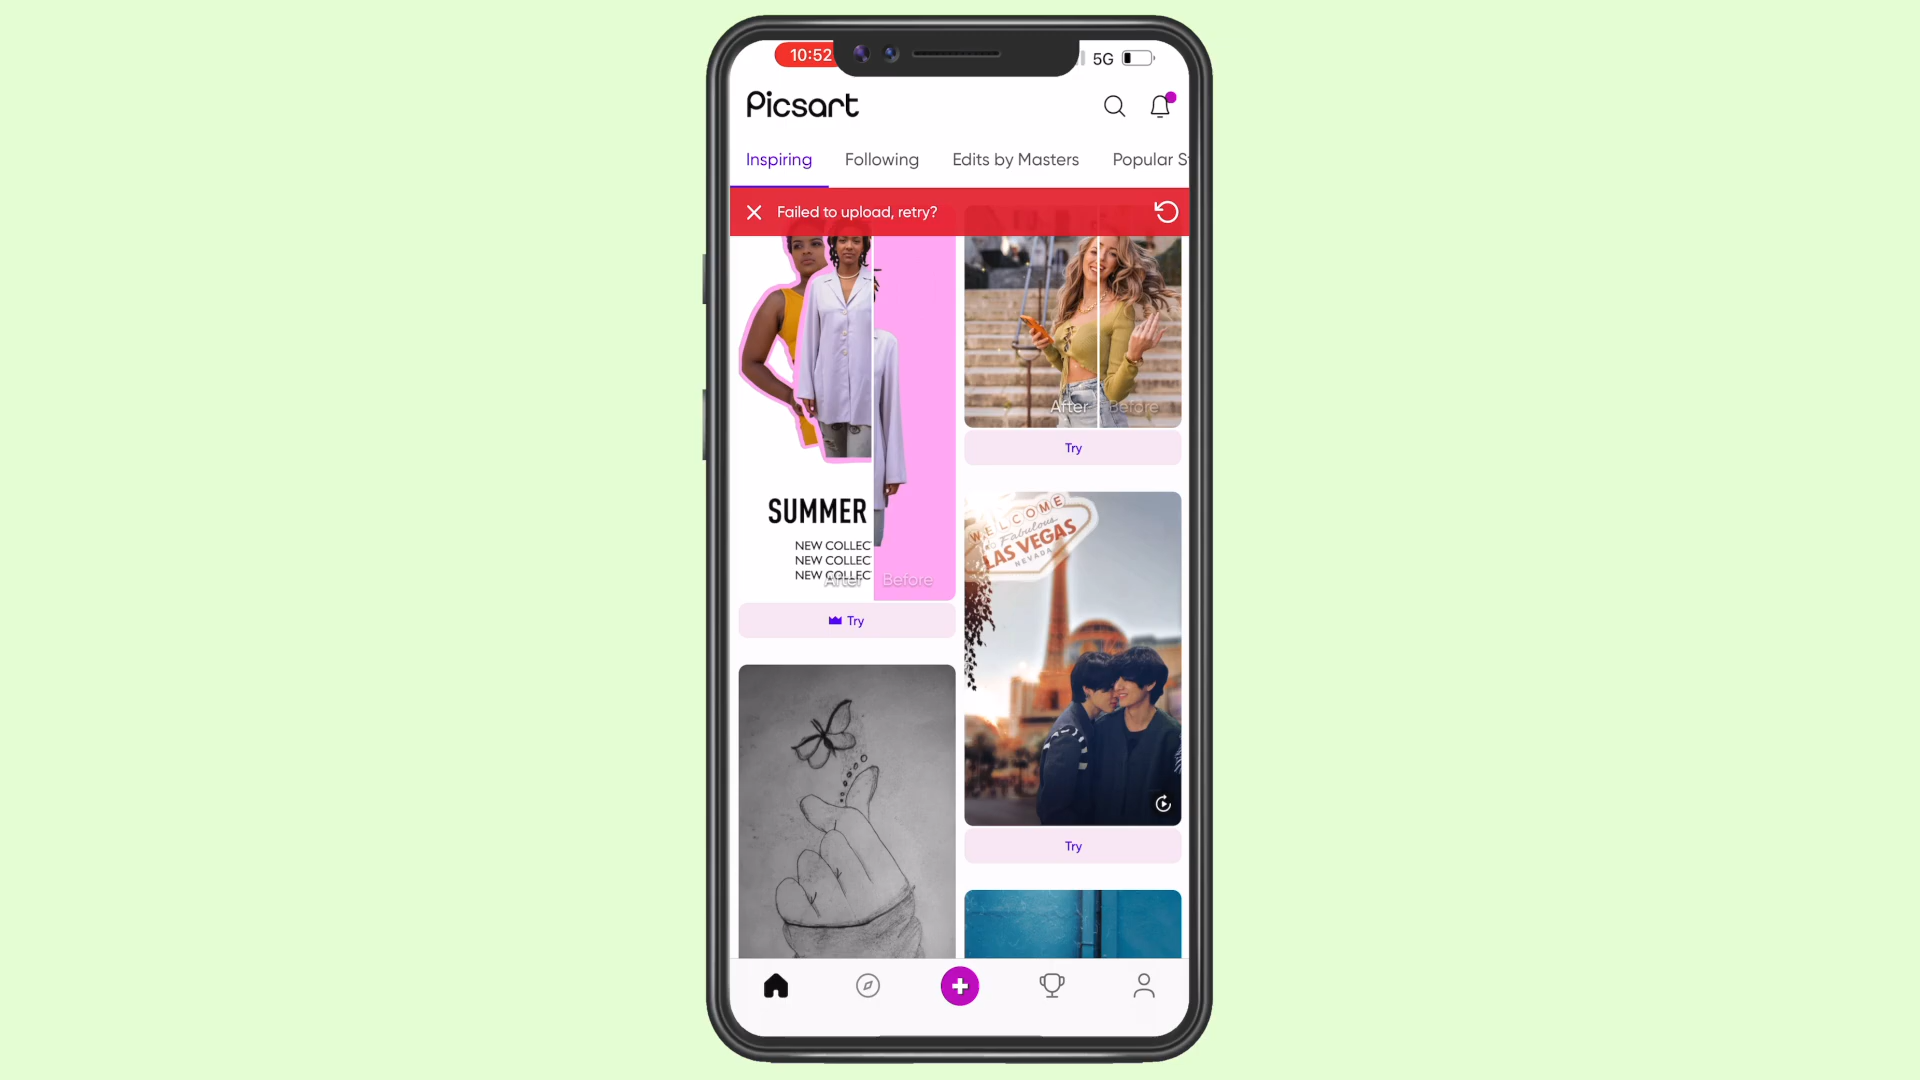 10:52
5G
Picsart
Inspiring Following Edits by Masters Popular S
Failed to upload, retry?
After Before
Try
SUMMER
NEW COLLEC
NEW COLLEC
NEW COLLEC
After Before
Try
WELCOME
TO Fabulous
LAS VEGAS
NEVADA
Try